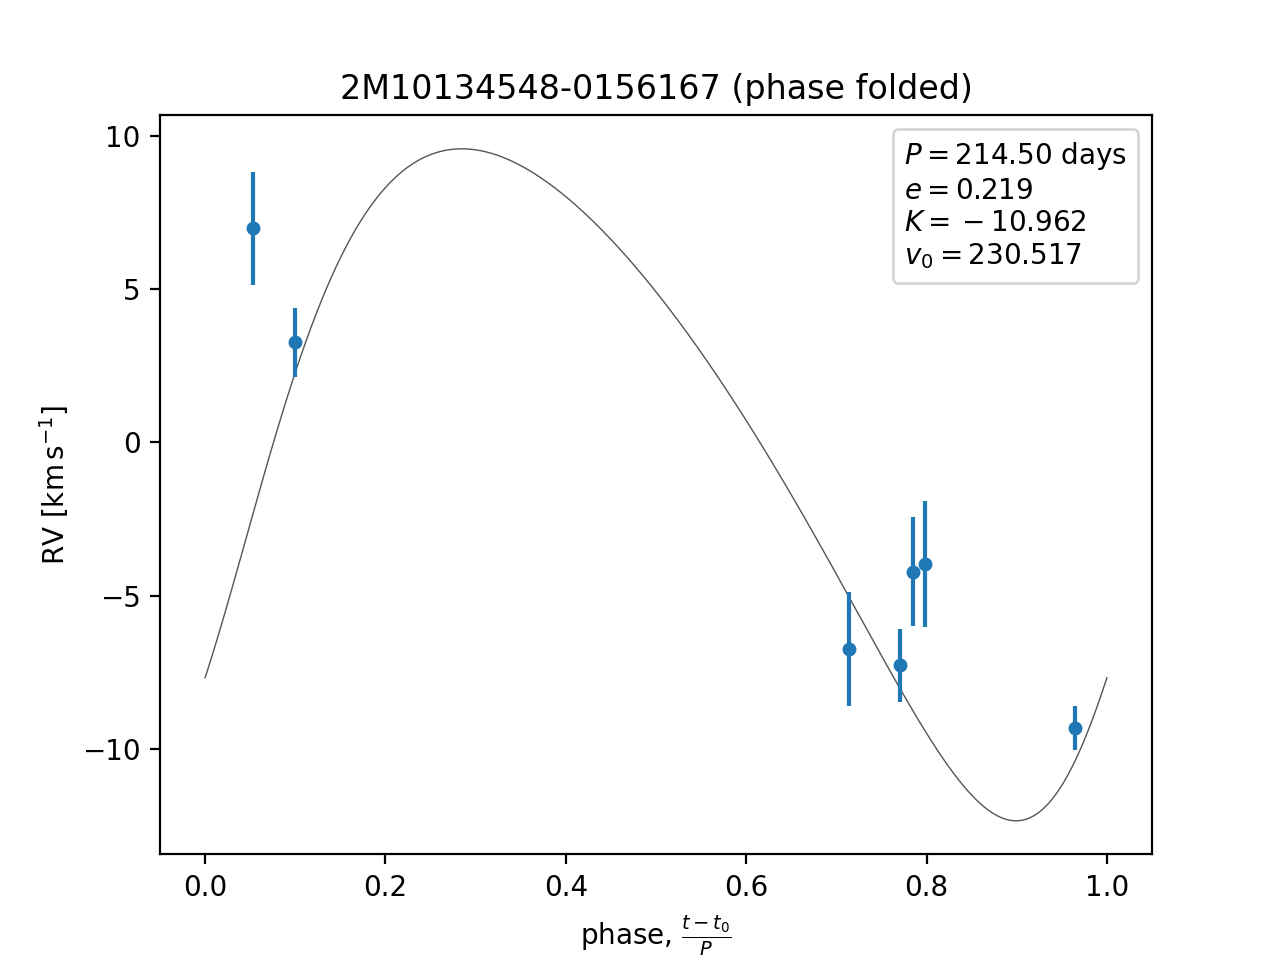 2M10134548-0156167 (phase folded)
P = 214.50 days
e = 0.219
K = −10.962
v₀ = 230.517
10
5
0
−5
−10
RV [km s⁻¹]
0.0 0.2 0.4 0.6 0.8 1.0
phase, (t − t₀)/P